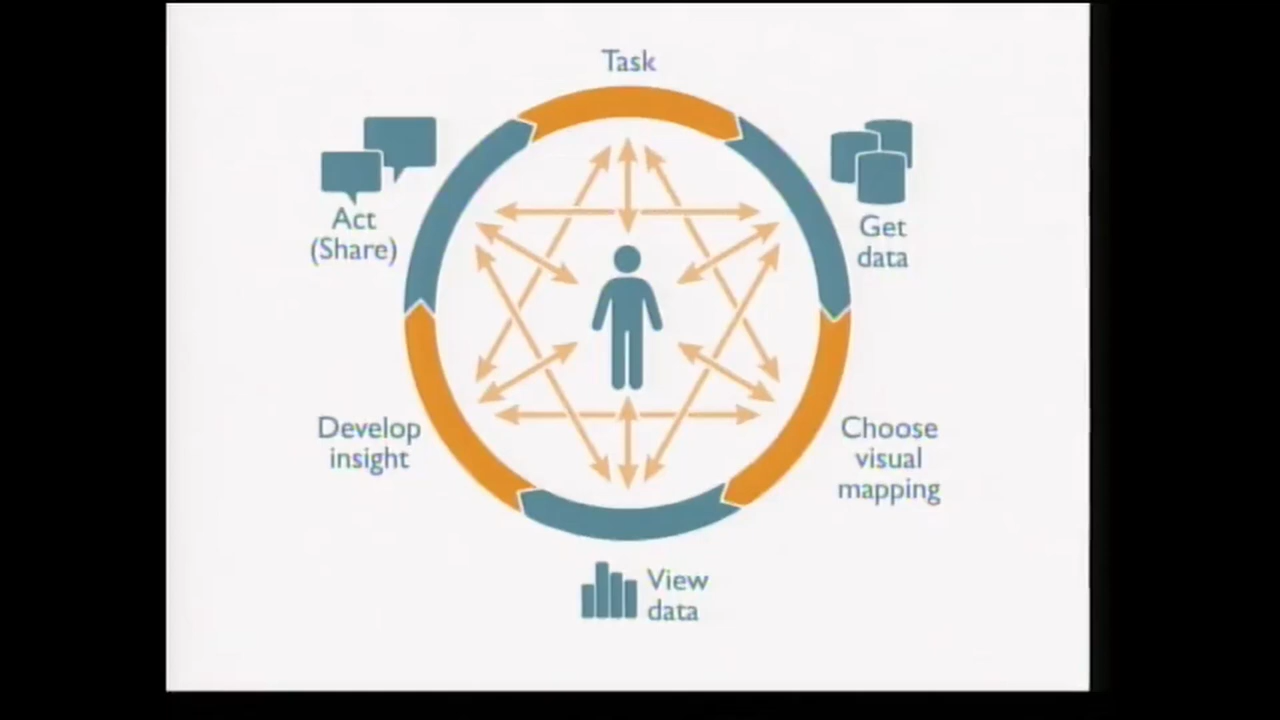 Task
Act
(Share)
Get
data
Develop
insight
Choose
visual
mapping
View
data